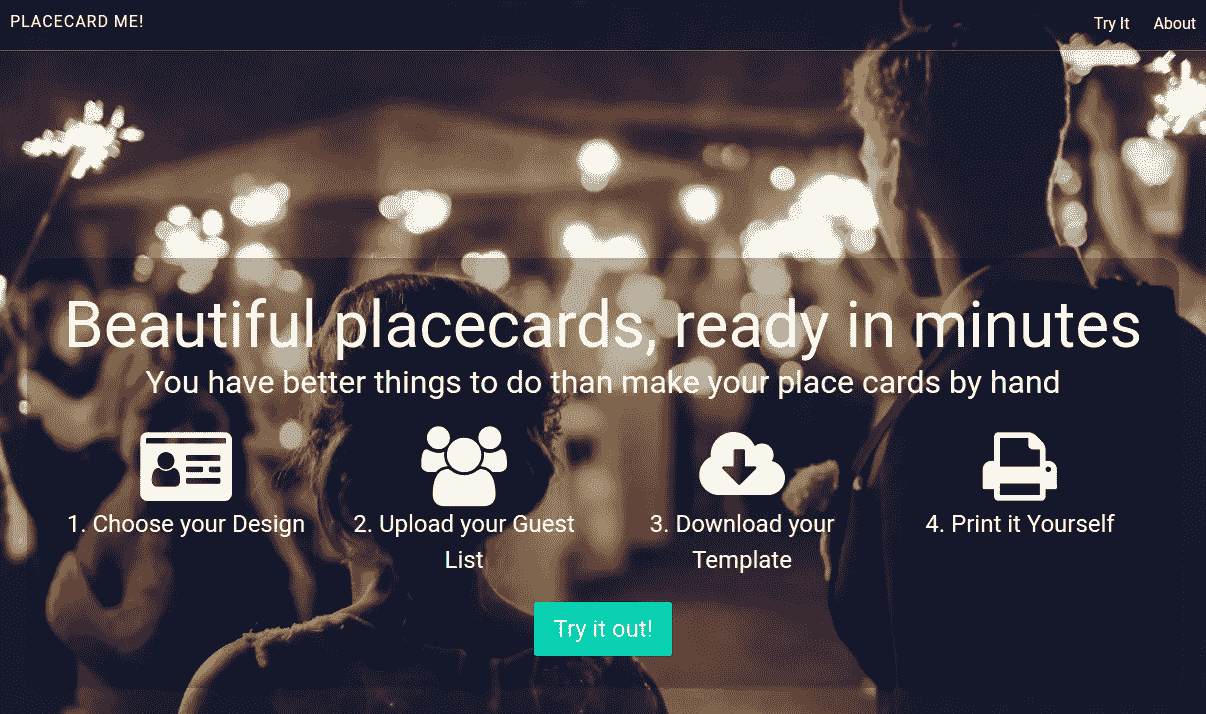 PLACECARD ME!
Try It
About
Beautiful placecards, ready in minutes
You have better things to do than make your place cards by hand
1. Choose your Design
2. Upload your Guest
List
3. Download your
Template
4. Print it Yourself
Try it out!